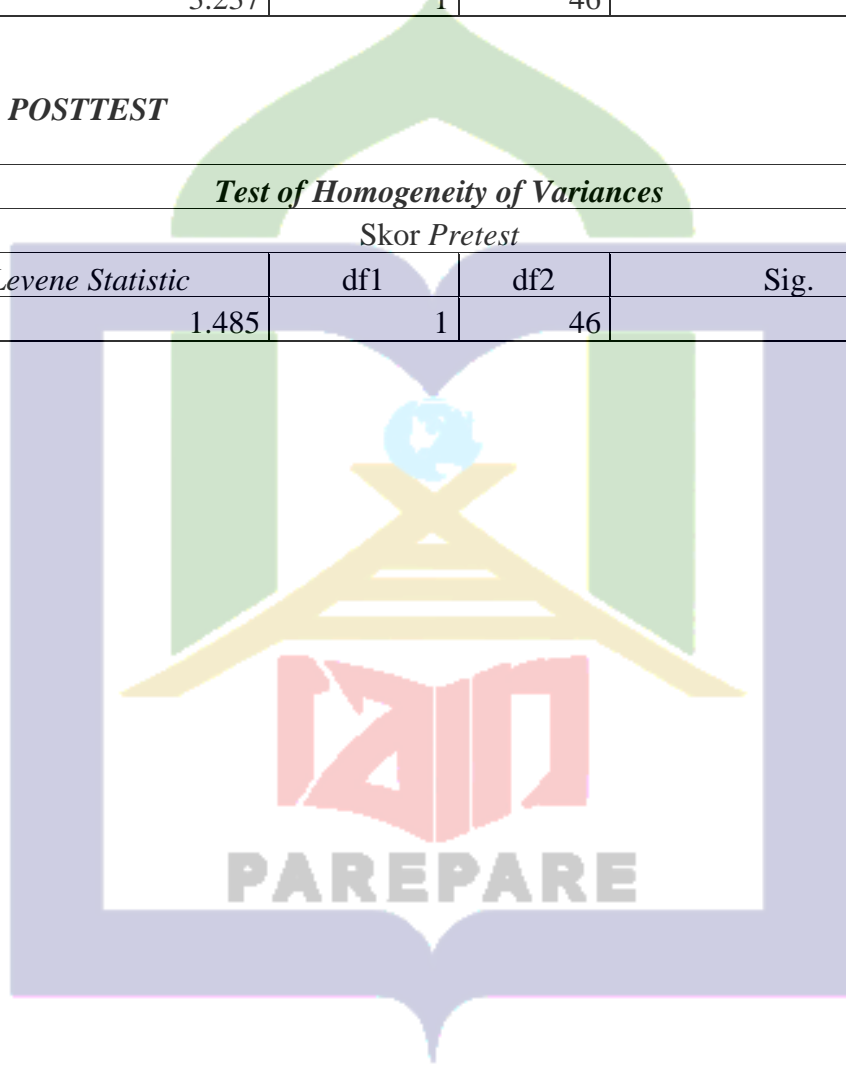 1 46
POSTTEST
Test of Homogeneity of Variances
Skor Pretest
Levene Statistic df1 df2 Sig.
1.485 1 46
PAREPARE